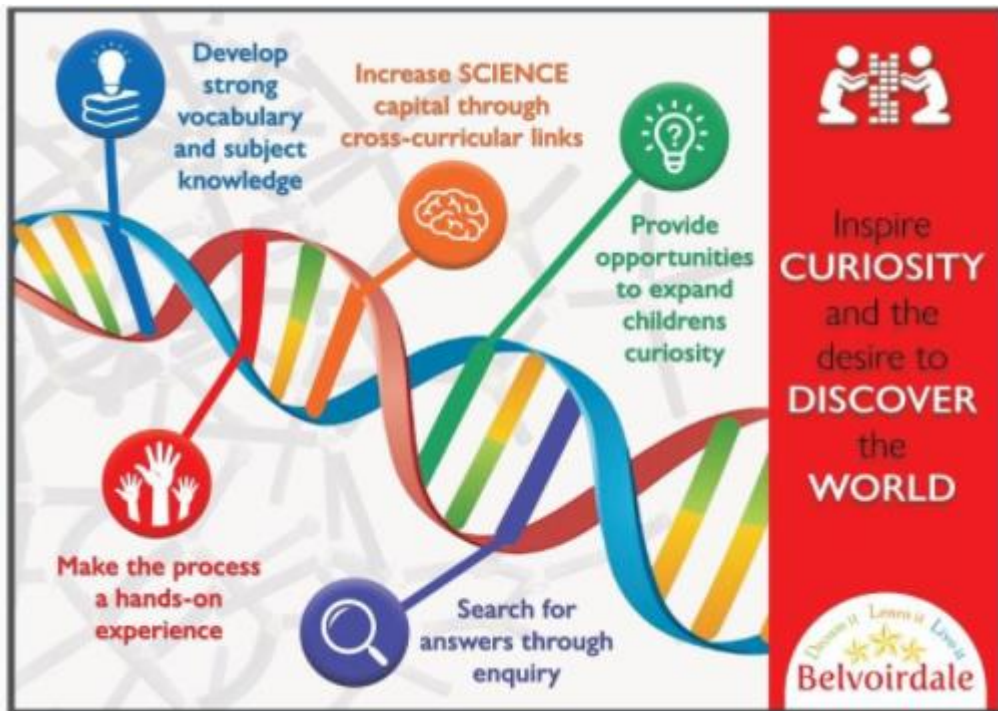 Develop
strong
vocabulary
and subject
knowledge
Increase SCIENCE
capital through
cross-curricular links
?
Provide
opportunities
to expand
childrens
curiosity
Make the process
a hands-on
experience
Search for
answers through
enquiry
Inspire
CURIOSITY
and the
desire to
DISCOVER
the
WORLD
Dream it Learn it Live it
Belvoirdale